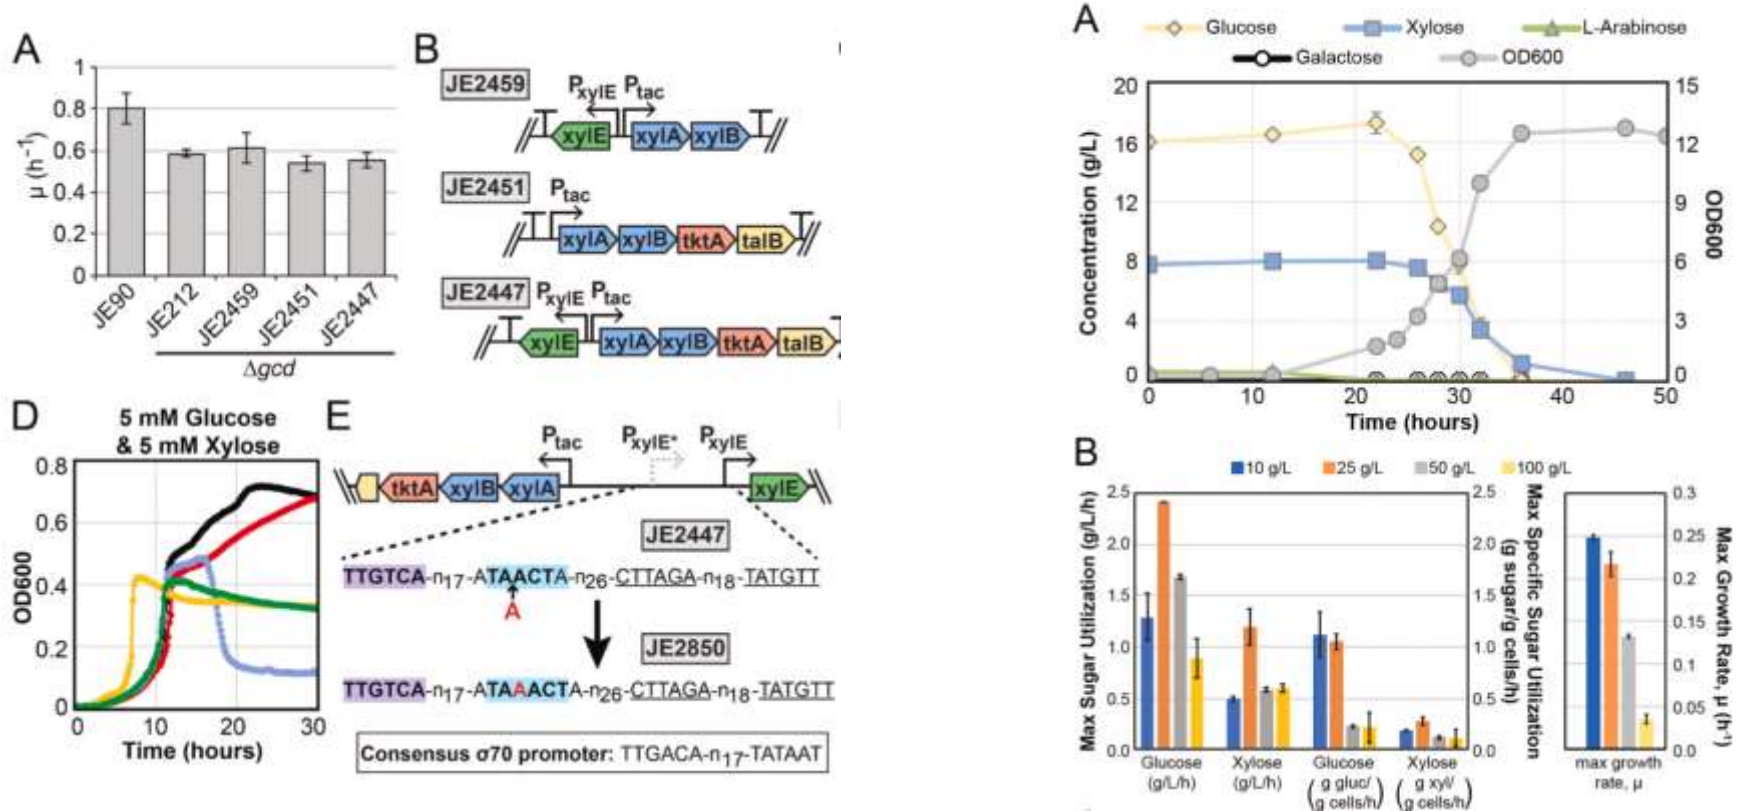 A
1
0.8
0.6
0.4
0.2
0
μ (h⁻¹)
JE90
JE212
JE2459
JE2451
JE2447
Δgcd
B
JE2459
PxylE Ptac
xylE xylA xylB
JE2451
Ptac
xylA xylB tktA talB
JE2447
PxylE Ptac
xylE xylA xylB tktA talB
D
5 mM Glucose
& 5 mM Xylose
0.8
0.6
0.4
0.2
0
OD600
0 10 20 30
Time (hours)
E
Ptac PxylE* PxylE
tktA xylB xylA xylE
JE2447
TTGTCA-n17-ATAACTA-n26-CTTAGA-n18-TATGTT
A
JE2850
TTGTCA-n17-ATAAACTA-n26-CTTAGA-n18-TATGTT
Consensus σ70 promoter: TTGACA-n17-TATAAT
A
Glucose Xylose L-Arabinose
Galactose OD600
20
16
12
8
4
0
Concentration (g/L)
15
12
9
6
3
0
OD600
0 10 20 30 40 50
Time (hours)
B
10 g/L 25 g/L 50 g/L 100 g/L
2.5
2.0
1.5
1.0
0.5
0.0
Max Sugar Utilization (g/L/h)
2.5
2.0
1.5
1.0
0.5
0.0
Max Specific Sugar Utilization
(g sugar/g cells/h)
Glucose
(g/L/h)
Xylose
(g/L/h)
Glucose
(g gluc/
g cells/h)
Xylose
(g xyl/
g cells/h)
0.3
0.25
0.2
0.15
0.1
0.05
0.0
Max Growth Rate, μ (h⁻¹)
max growth
rate, μ